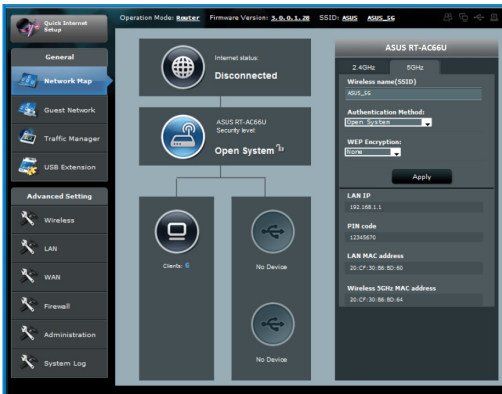 Quick Internet
Setup
Operation Mode: Router Firmware Version: 3.0.0.1.28 SSID: ASUS ASUS_5G
General
Network Map
Guest Network
Traffic Manager
USB Extension
Advanced Setting
Wireless
LAN
WAN
Firewall
Administration
System Log
Internet status:
Disconnected
ASUS RT-AC66U
Security level:
Open System
Clients: 6
No Device
No Device
ASUS RT-AC66U
2.4GHz 5GHz
Wireless name(SSID)
ASUS_5G
Authentication Method:
Open System
WEP Encryption:
None
Apply
LAN IP
192.168.1.1
PIN code
12345670
LAN MAC address
20:CF:30:B6:BD:60
Wireless 5GHz MAC address
20:CF:30:B6:BD:64